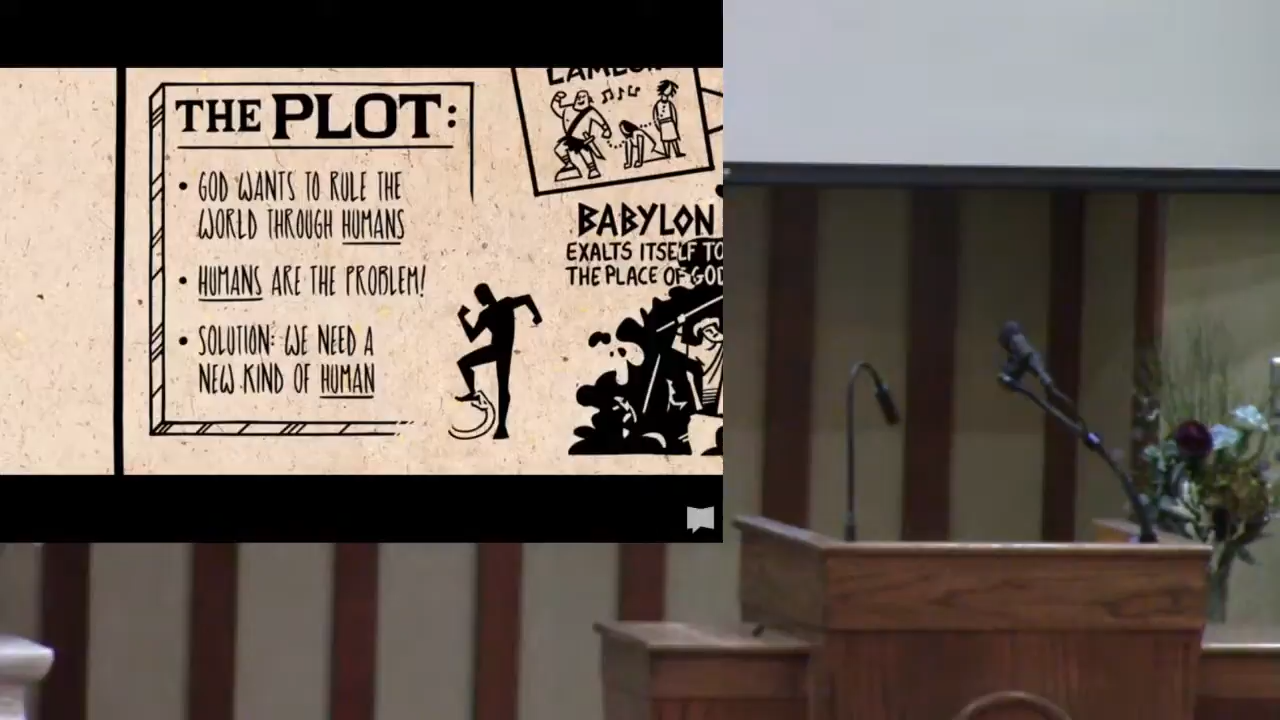 THE PLOT:
• GOD WANTS TO RULE THE
WORLD THROUGH HUMANS
• HUMANS ARE THE PROBLEM!
• SOLUTION: WE NEED A
NEW KIND OF HUMAN
LAMECH
BABYLON
EXALTS ITSELF TO
THE PLACE OF GOD